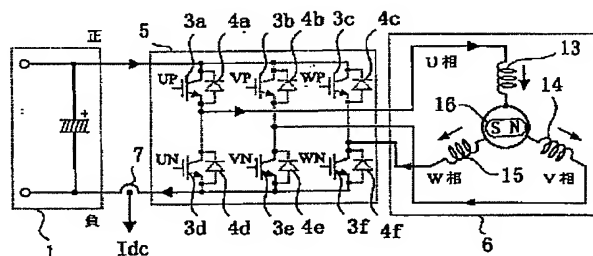 正
5
3a
4a
3b
4b
3c
4c
UP
VP
WP
U相
13
14
16
S N
UN
VN
WN
W相
15
V相
7
負
1
Idc
3d
4d
3e
4e
3f
4f
6
+